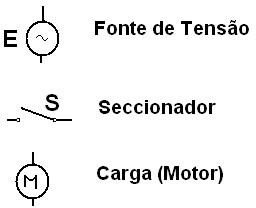 E Fonte de Tensão
S Seccionador
M Carga (Motor)